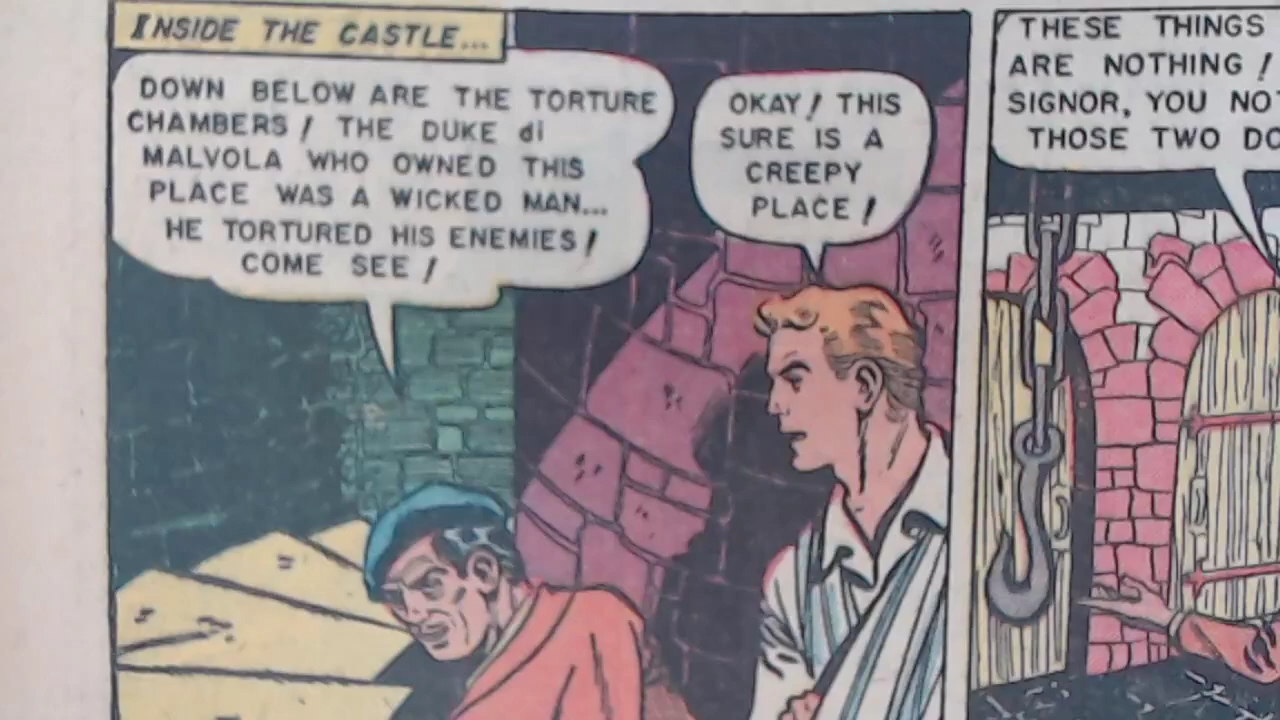 INSIDE THE CASTLE...
DOWN BELOW ARE THE TORTURE
CHAMBERS! THE DUKE di
MALVOLA WHO OWNED THIS
PLACE WAS A WICKED MAN...
HE TORTURED HIS ENEMIES!
COME SEE!
OKAY! THIS
SURE IS A
CREEPY
PLACE!
THESE THINGS
ARE NOTHING!
SIGNOR, YOU
THOSE TWO